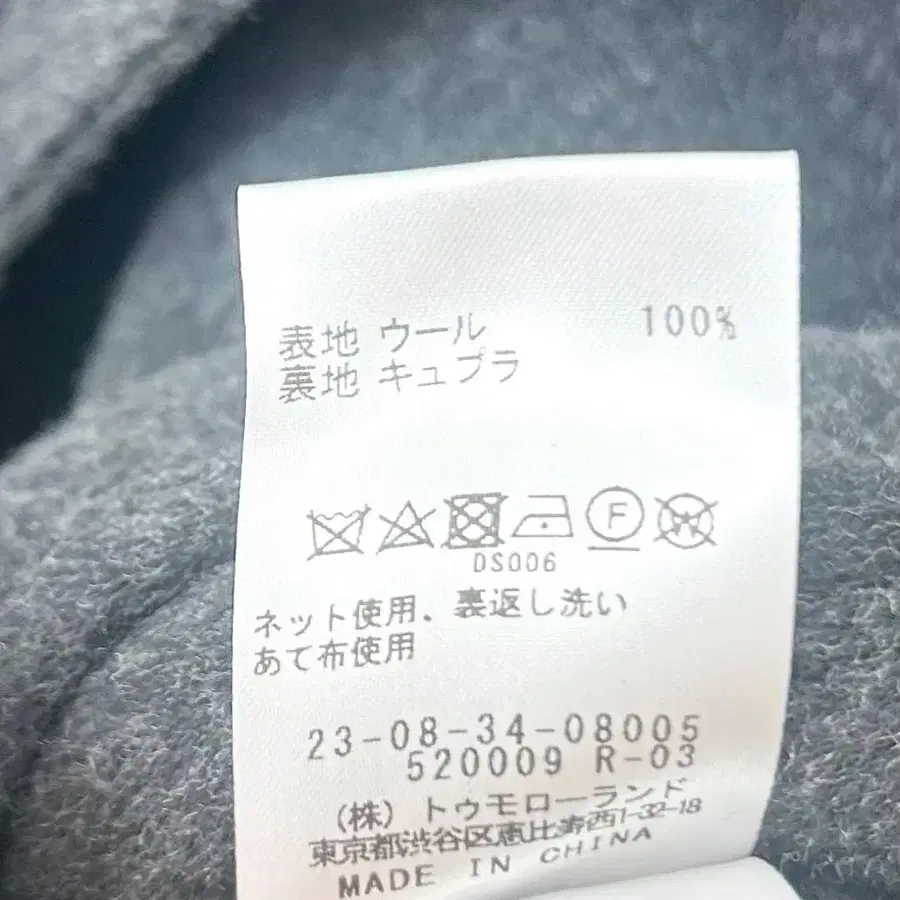 表地 ウール 100%
裏地 キュプラ
F W
DS006
ネット使用、裏返し洗い
あて布使用
23-08-34-08005
520009 R-03
(株) トゥモローランド
東京都渋谷区恵比寿西1-32-18
MADE IN CHINA